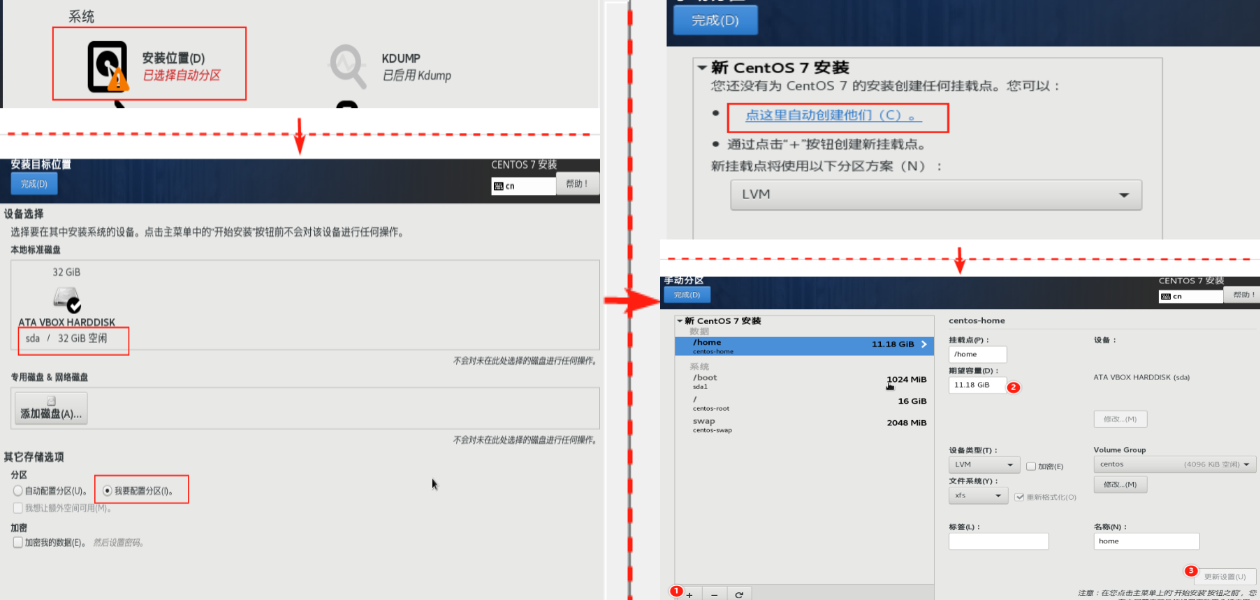 系统
安装位置(D)
已选择自动分区
KDUMP
已启用 Kdump
安装目标位置
完成(D)
CENTOS 7 安装
cn
帮助！
设备选择
选择要在其中安装系统的设备。点击主菜单中的"开始安装"按钮前不会对该设备进行任何操作。
本地标准磁盘
32 GiB
ATA VBOX HARDDISK
sda / 32 GiB 空闲
不会对未在此处选择的磁盘进行任何操作。
专用磁盘 & 网络磁盘
添加磁盘(A)...
不会对未在此处选择的磁盘进行任何操作。
其它存储选项
分区
自动配置分区(U)。
我要配置分区(I)。
我想让额外空间可用(M)。
加密
加密我的数据(E)。 然后设置密码。
完成(D)
新 CentOS 7 安装
您还没有为 CentOS 7 的安装创建任何挂载点。您可以：
点这里自动创建他们（C）。
通过点击"+"按钮创建新挂载点。
新挂载点将使用以下分区方案（N）：
LVM
手动分区
完成(D)
CENTOS 7 安装
cn
帮助！
新 CentOS 7 安装
数据
/home
11.18 GiB
centos-home
系统
/boot
1024 MiB
sda1
/
16 GiB
centos-root
swap
2048 MiB
centos-swap
1
+ −
centos-home
挂载点(P)：
/home
期望容量(D)：
11.18 GiB
2
设备：
ATA VBOX HARDDISK (sda)
修改...(M)
设备类型(T)：
LVM
加密(E)
文件系统(Y)：
xfs
重新格式化(O)
Volume Group
centos (4096 KiB 空闲)
修改...(M)
标签(L)：
名称(N)：
home
3
更新设置(U)
注意：在您点击主菜单上的"开始安装"按钮之前，您